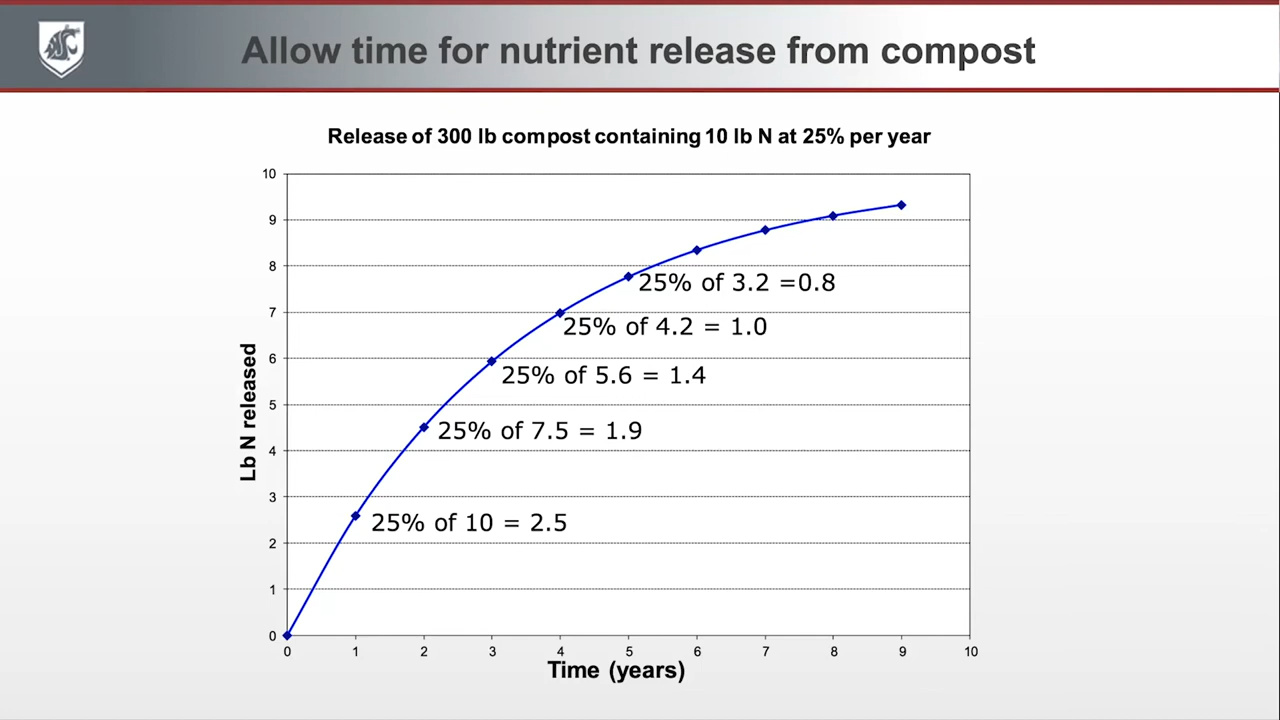 Allow time for nutrient release from compost
Release of 300 lb compost containing 10 lb N at 25% per year
10
9
8
25% of 3.2 =0.8
7
25% of 4.2 = 1.0
6
25% of 5.6 = 1.4
5
25% of 7.5 = 1.9
4
3
25% of 10 = 2.5
2
1
0
Lb N released
0 1 2 3 4 5 6 7 8 9 10
Time (years)